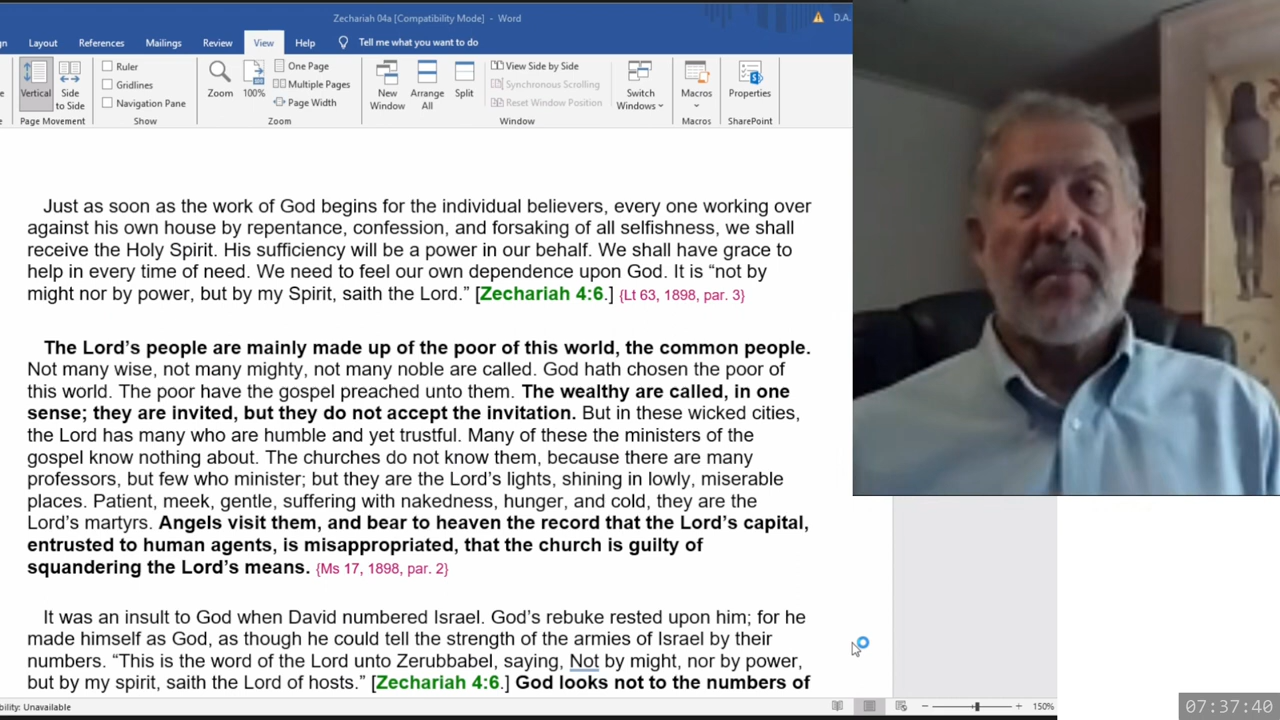 Zechariah 04a [Compatibility Mode] - Word
D.A.
Layout References Mailings Review View Help Tell me what you want to do
Vertical
Side to Side
Page Movement
Ruler
Gridlines
Navigation Pane
Show
Zoom
100%
One Page
Multiple Pages
Page Width
Zoom
New Window
Arrange All
Split
View Side by Side
Synchronous Scrolling
Reset Window Position
Window
Switch Windows
Macros
Macros
Properties
SharePoint
Just as soon as the work of God begins for the individual believers, every one working over
against his own house by repentance, confession, and forsaking of all selfishness, we shall
receive the Holy Spirit. His sufficiency will be a power in our behalf. We shall have grace to
help in every time of need. We need to feel our own dependence upon God. It is “not by
might nor by power, but by my Spirit, saith the Lord.” [Zechariah 4:6.] {Lt 63, 1898, par. 3}
The Lord’s people are mainly made up of the poor of this world, the common people.
Not many wise, not many mighty, not many noble are called. God hath chosen the poor of
this world. The poor have the gospel preached unto them. The wealthy are called, in one
sense; they are invited, but they do not accept the invitation. But in these wicked cities,
the Lord has many who are humble and yet trustful. Many of these the ministers of the
gospel know nothing about. The churches do not know them, because there are many
professors, but few who minister; but they are the Lord’s lights, shining in lowly, miserable
places. Patient, meek, gentle, suffering with nakedness, hunger, and cold, they are the
Lord’s martyrs. Angels visit them, and bear to heaven the record that the Lord’s capital,
entrusted to human agents, is misappropriated, that the church is guilty of
squandering the Lord’s means. {Ms 17, 1898, par. 2}
It was an insult to God when David numbered Israel. God’s rebuke rested upon him; for he
made himself as God, as though he could tell the strength of the armies of Israel by their
numbers. “This is the word of the Lord unto Zerubbabel, saying, Not by might, nor by power,
but by my spirit, saith the Lord of hosts.” [Zechariah 4:6.] God looks not to the numbers of
bility: Unavailable
150%
07:37:40